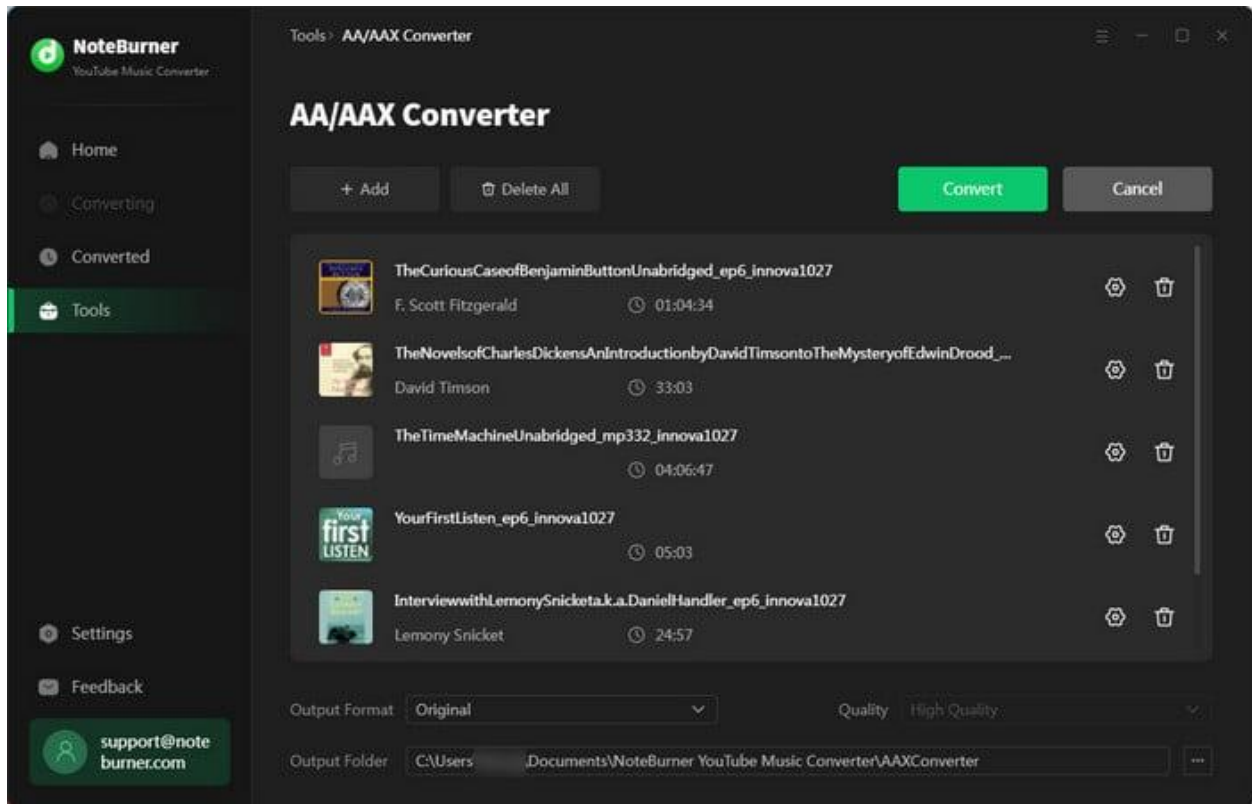 NoteBurner
YouTube Music Converter
Home
Converting
Converted
Tools
Settings
Feedback
support@note
burner.com
Tools› AA/AAX Converter
AA/AAX Converter
+ Add
Delete All
Convert
Cancel
TheCuriousCaseofBenjaminButtonUnabridged_ep6_innova1027
F. Scott Fitzgerald 01:04:34
TheNovelsofCharlesDickensAnIntroductionbyDavidTimsontoTheMysteryofEdwinDrood_...
David Timson 33:03
TheTimeMachineUnabridged_mp332_innova1027
04:06:47
Your
first
LISTEN
YourFirstListen_ep6_innova1027
05:03
InterviewwithLemonySnicketa.k.a.DanielHandler_ep6_innova1027
Lemony Snicket 24:57
Output Format Original
Quality High Quality
Output Folder C:\Users \Documents\NoteBurner YouTube Music Converter\AAXConverter